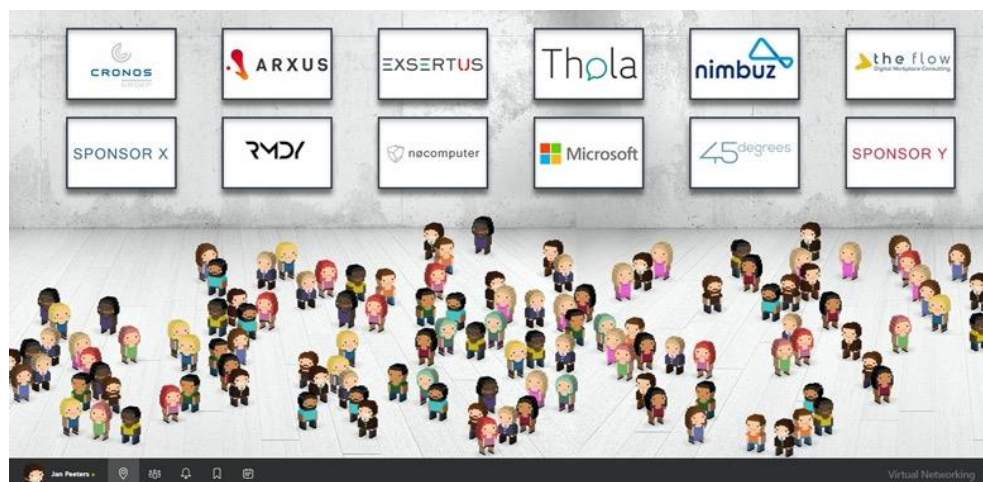 CRONOS
GROEP
ARXUS
EXSERTUS
Thola
nimbuz
the flow
Digital Workplace Consulting
SPONSOR X
RMDY
nøcomputer
Microsoft
45degrees
SPONSOR Y
Jan Peeters
Virtual Networking